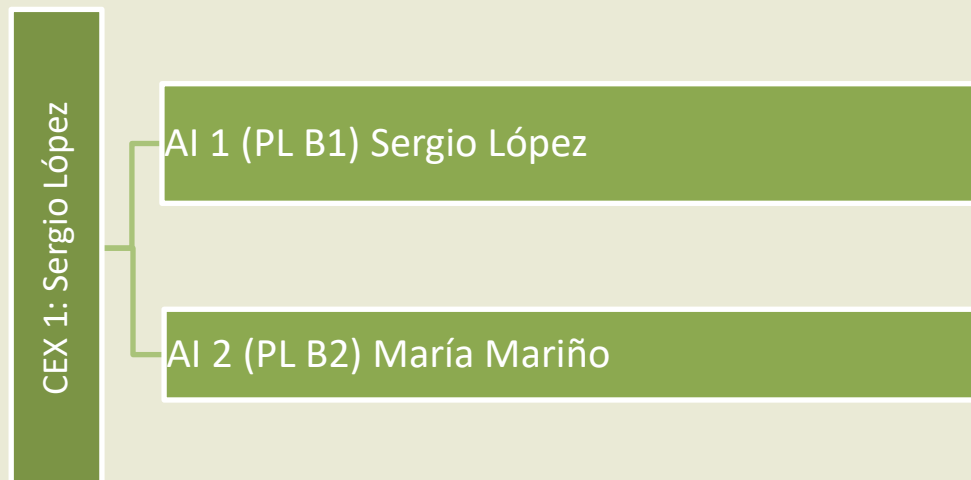 CEX 1: Sergio López
AI 1 (PL B1) Sergio López
AI 2 (PL B2) María Mariño